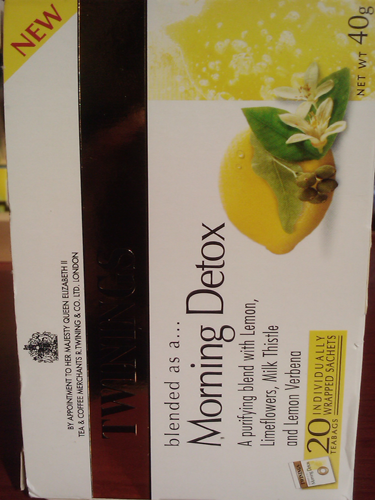 NEW
BY APPOINTMENT TO HER MAJESTY QUEEN ELIZABETH II
TEA & COFFEE MERCHANTS R.TWINING & CO. LTD. LONDON
TWININGS
blended as a...
Morning Detox
A purifying blend with Lemon,
Limeflowers, Milk Thistle
and Lemon Verbena
20 INDIVIDUALLY
WRAPPED SACHETS
TEABAGS
NET WT 40g